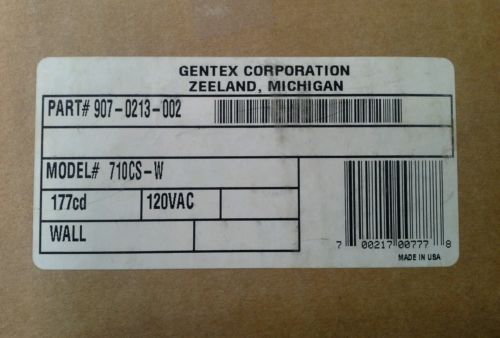 GENTEX CORPORATION
ZEELAND, MICHIGAN
PART# 907-0213-002
MODEL# 710CS-W
177cd 120VAC
WALL
7 00217 00777 8
MADE IN USA